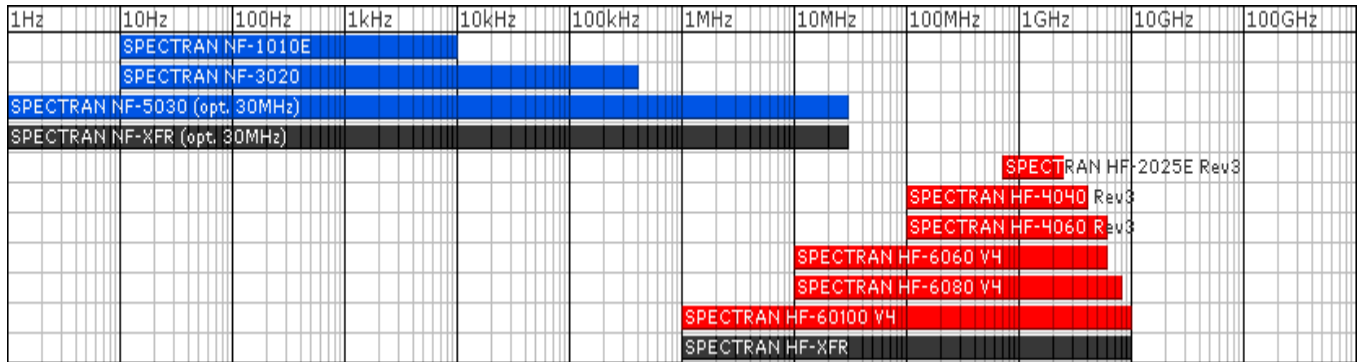 1Hz 10Hz 100Hz 1kHz 10kHz 100kHz 1MHz 10MHz 100MHz 1GHz 10GHz 100GHz
SPECTRAN NF-1010E
SPECTRAN NF-3020
SPECTRAN NF-5030 (opt. 30MHz)
SPECTRAN NF-XFR (opt. 30MHz)
SPECTRAN HF-2025E Rev3
SPECTRAN HF-4040 Rev3
SPECTRAN HF-4060 Rev3
SPECTRAN HF-6060 V4
SPECTRAN HF-6080 V4
SPECTRAN HF-60100 V4
SPECTRAN HF-XFR